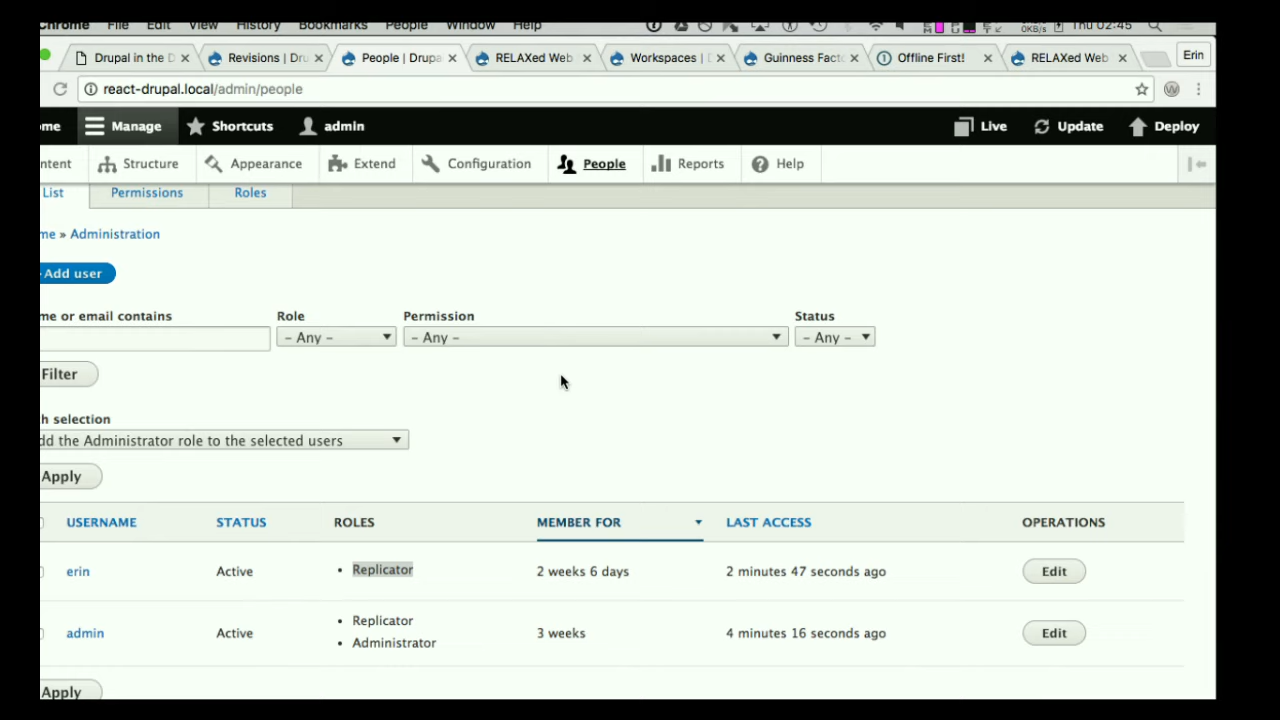 Chrome File Edit View History Bookmarks People Window Help Thu 02:45
Drupal in the D Revisions | Dru People | Drupa RELAXed Web Workspaces | D Guinness Facto Offline First! RELAXed Web Erin
react-drupal.local/admin/people
ome Manage Shortcuts admin Live Update Deploy
ntent Structure Appearance Extend Configuration People Reports Help
List Permissions Roles
me » Administration
Add user
me or email contains Role Permission Status
– Any – – Any – – Any –
Filter
h selection
dd the Administrator role to the selected users
Apply
USERNAME STATUS ROLES MEMBER FOR LAST ACCESS OPERATIONS
erin Active • Replicator 2 weeks 6 days 2 minutes 47 seconds ago Edit
admin Active • Replicator • Administrator 3 weeks 4 minutes 16 seconds ago Edit
Apply